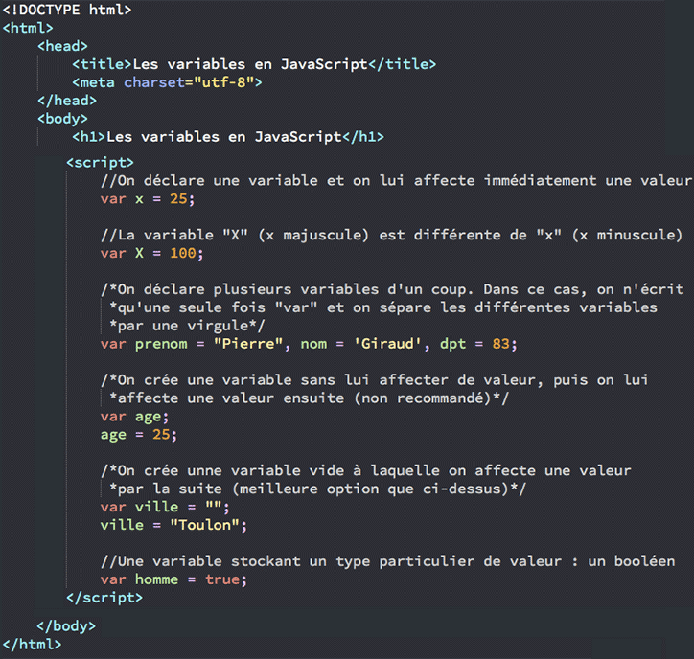 <!DOCTYPE html>
<html>
<head>
<title>Les variables en JavaScript</title>
<meta charset="utf-8">
</head>
<body>
<h1>Les variables en JavaScript</h1>
<script>
//On déclare une variable et on lui affecte immédiatement une valeur
var x = 25;
//La variable "X" (x majuscule) est différente de "x" (x minuscule)
var X = 100;
/*On déclare plusieurs variables d'un coup. Dans ce cas, on n'écrit
*qu'une seule fois "var" et on sépare les différentes variables
*par une virgule*/
var prenom = "Pierre", nom = 'Giraud', dpt = 83;
/*On crée une variable sans lui affecter de valeur, puis on lui
*affecte une valeur ensuite (non recommandé)*/
var age;
age = 25;
/*On crée unne variable vide à laquelle on affecte une valeur
*par la suite (meilleure option que ci-dessus)*/
var ville = "";
ville = "Toulon";
//Une variable stockant un type particulier de valeur : un booléen
var homme = true;
</script>
</body>
</html>